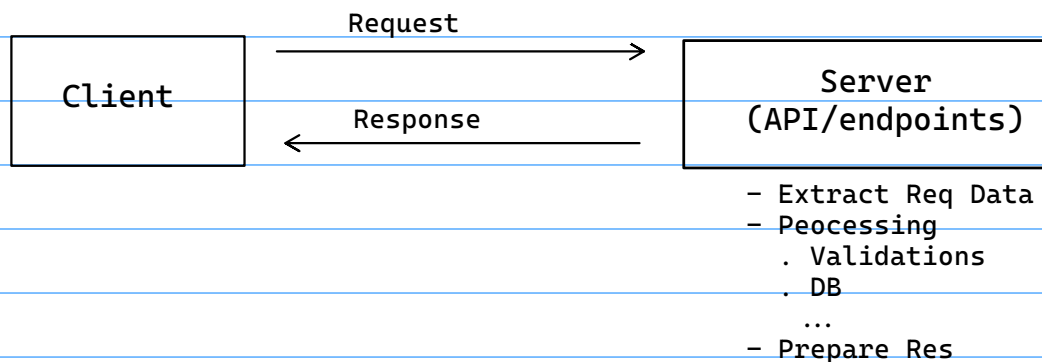 Request
Client
Response
Server
(API/endpoints)
- Extract Req Data
- Peocessing
. Validations
. DB
...
- Prepare Res